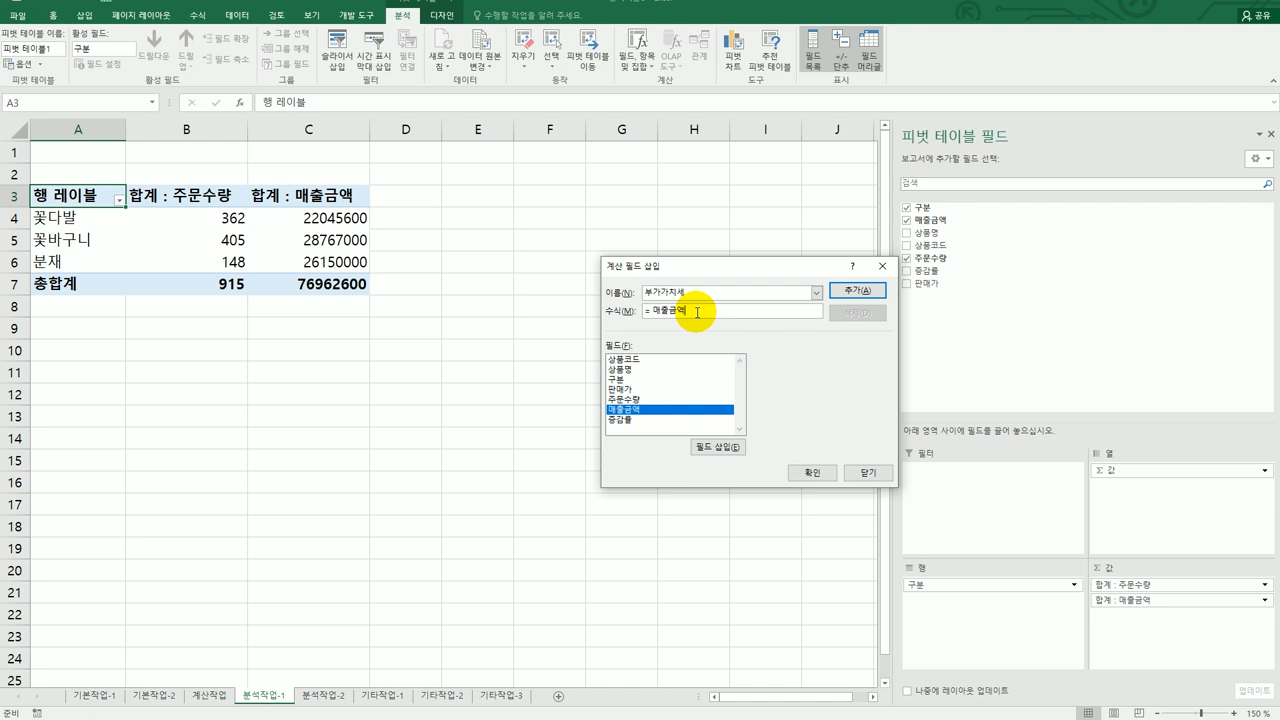 파일 홈 삽입 페이지 레이아웃 수식 데이터 검토 보기 개발 도구 분석 디자인 수행할 작업을 알려 주세요. 공유
피벗 테이블 이름: 활성 필드:
피벗 테이블1 구분 드릴다운 드릴업 필드 확장 필드 축소
옵션 필드 설정
그룹 선택
그룹 해제
그룹 필드
슬라이서 삽입 시간 표시 막대 삽입 필터 연결
새로 고침 데이터 원본 변경
지우기 선택 피벗 테이블 이동
필드, 항목 및 집합 OLAP 도구 관계
피벗 차트 추천 피벗 테이블
필드 목록 +/- 단추 필드 머리글
피벗 테이블 활성 필드 그룹 필터 데이터 동작 계산 도구 표시
A3 fx 행 레이블
A B C D E F G H I J
1
2
3 행 레이블 합계 : 주문수량 합계 : 매출금액
4 꽃다발 362 22045600
5 꽃바구니 405 28767000
6 분재 148 26150000
7 총합계 915 76962600
8
9
10
11
12
13
14
15
16
17
18
19
20
21
22
23
24
25
계산 필드 삽입 ?
이름(N): 부가가치세 추가(A)
수식(M): = 매출금액 삭제(D)
필드(F):
상품코드
상품명
구분
판매가
주문수량
매출금액
증감률
필드 삽입(E)
확인 닫기
피벗 테이블 필드
보고서에 추가할 필드 선택:
검색
구분
매출금액
상품명
상품코드
주문수량
증감률
판매가
아래 영역 사이에 필드를 끌어 놓으십시오.
필터 열
Σ 값
행 Σ 값
구분 합계 : 주문수량
합계 : 매출금액
나중에 레이아웃 업데이트 업데이트
기본작업-1 기본작업-2 계산작업 분석작업-1 분석작업-2 기타작업-1 기타작업-2 기타작업-3
준비 150 %